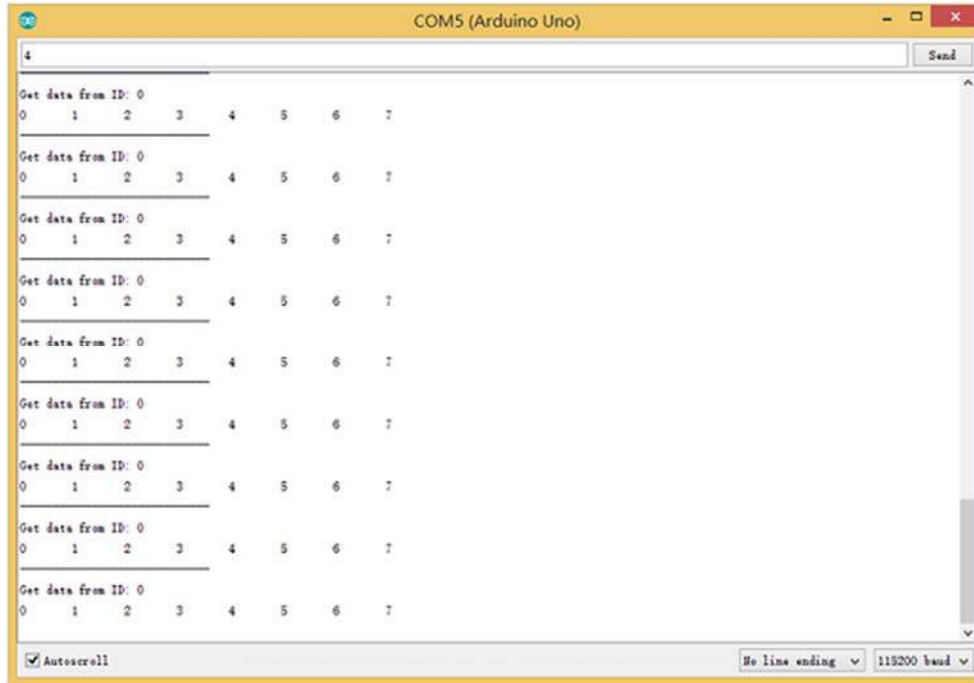 COM5 (Arduino Uno)
4
Send
Get data from ID: 0
0 1 2 3 4 5 6 7
Get data from ID: 0
0 1 2 3 4 5 6 7
Get data from ID: 0
0 1 2 3 4 5 6 7
Get data from ID: 0
0 1 2 3 4 5 6 7
Get data from ID: 0
0 1 2 3 4 5 6 7
Get data from ID: 0
0 1 2 3 4 5 6 7
Get data from ID: 0
0 1 2 3 4 5 6 7
Get data from ID: 0
0 1 2 3 4 5 6 7
Get data from ID: 0
0 1 2 3 4 5 6 7
Autoscroll
No line ending
115200 baud